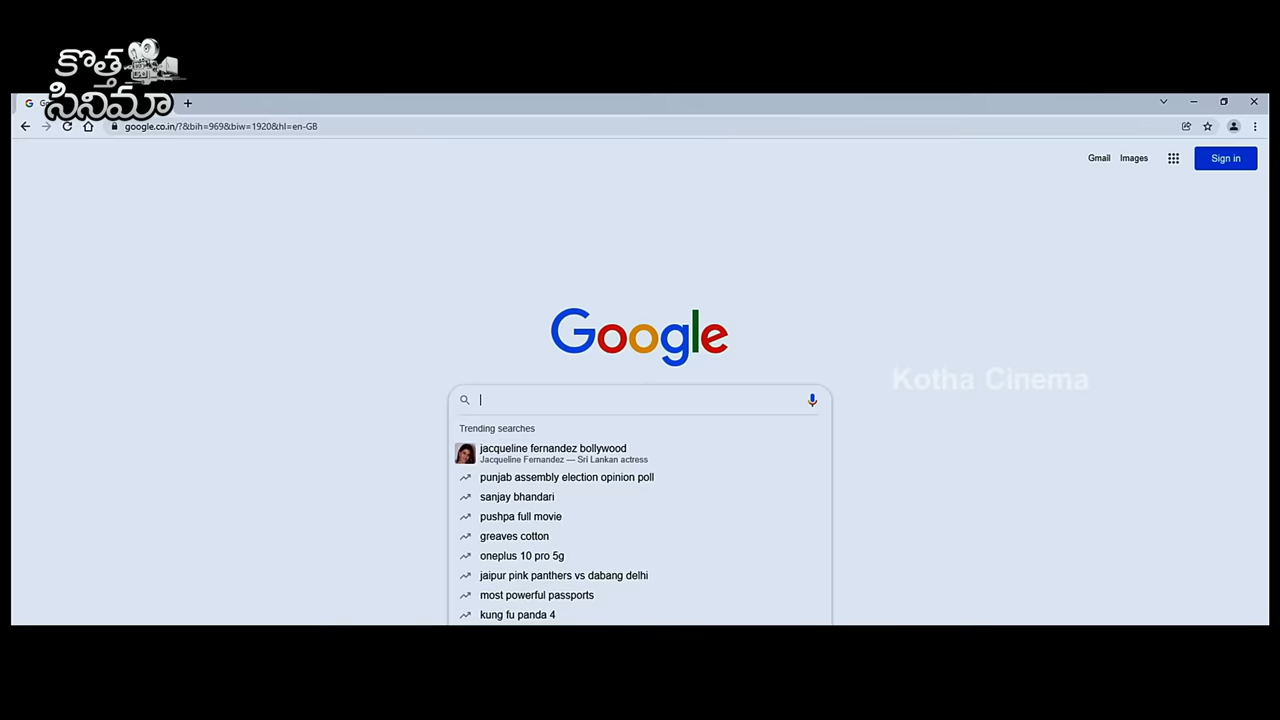 కొత్త
సినిమా
G
google.co.in/?&bih=969&biw=1920&hl=en-GB
Gmail Images Sign in
Google
Kotha Cinema
Trending searches
jacqueline fernandez bollywood
Jacqueline Fernandez — Sri Lankan actress
punjab assembly election opinion poll
sanjay bhandari
pushpa full movie
greaves cotton
oneplus 10 pro 5g
jaipur pink panthers vs dabang delhi
most powerful passports
kung fu panda 4